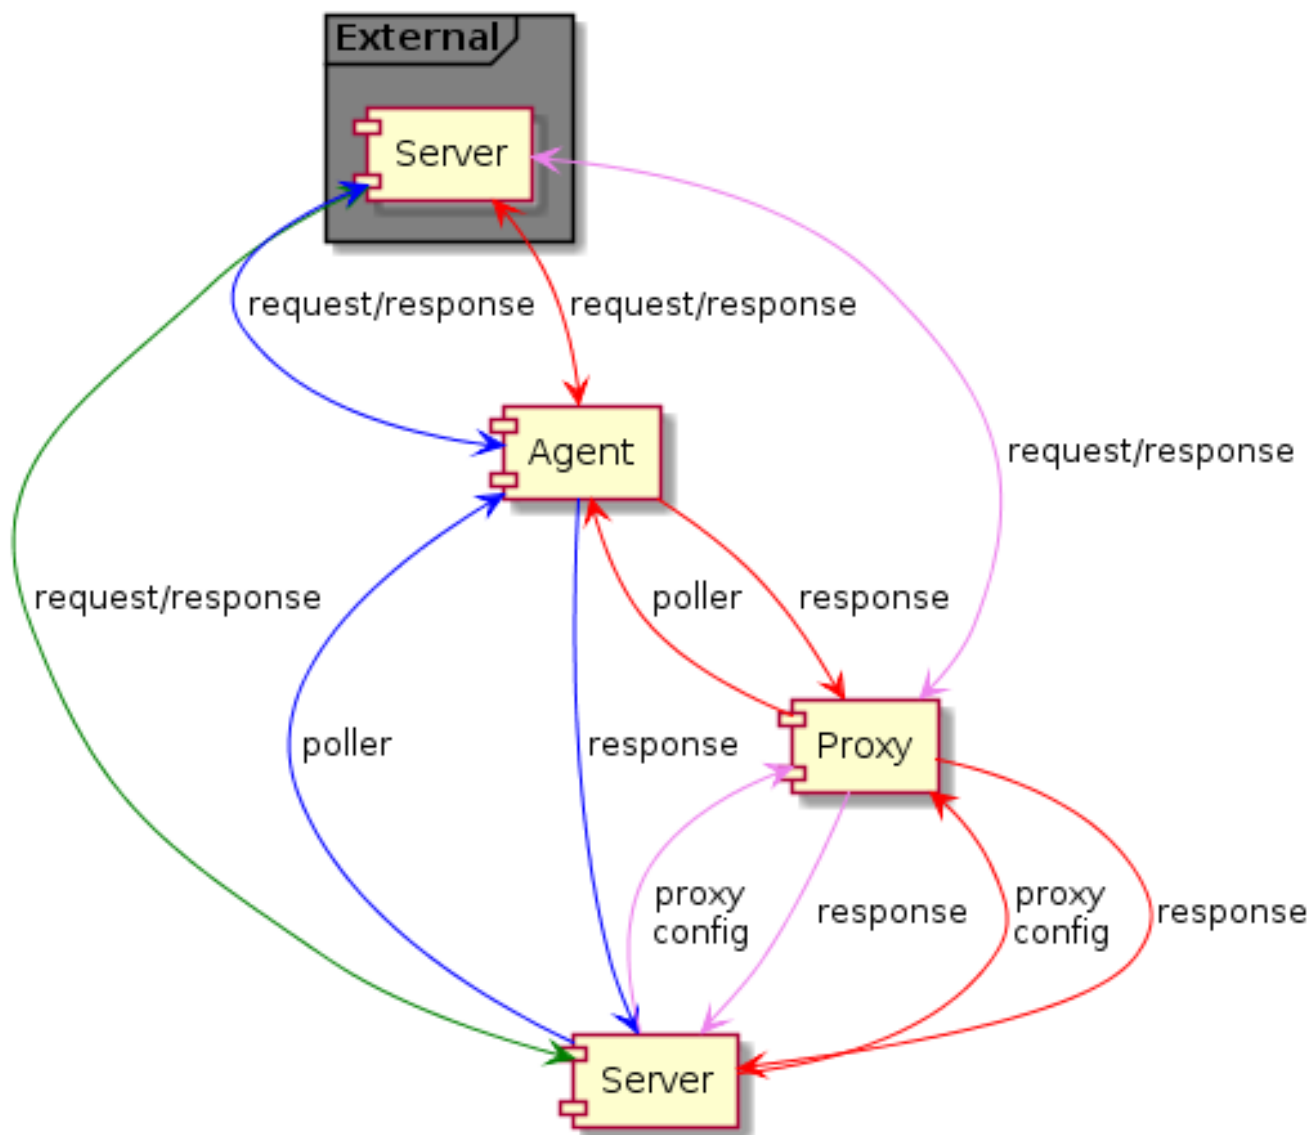 External
Server
request/response
request/response
Agent
request/response
request/response
poller
response
poller
response
Proxy
proxy
config
response
proxy
config
response
Server